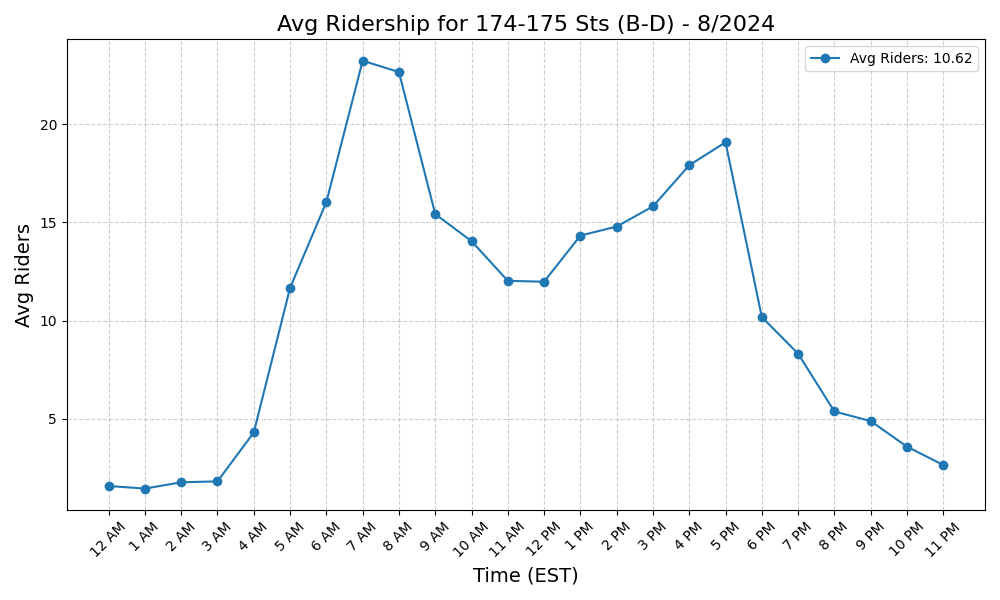 Avg Ridership for 174-175 Sts (B-D) - 8/2024
Avg Riders: 10.62
Avg Riders
20
15
10
5
12 AM
1 AM
2 AM
3 AM
4 AM
5 AM
6 AM
7 AM
8 AM
9 AM
10 AM
11 AM
12 PM
1 PM
2 PM
3 PM
4 PM
5 PM
6 PM
7 PM
8 PM
9 PM
10 PM
11 PM
Time (EST)